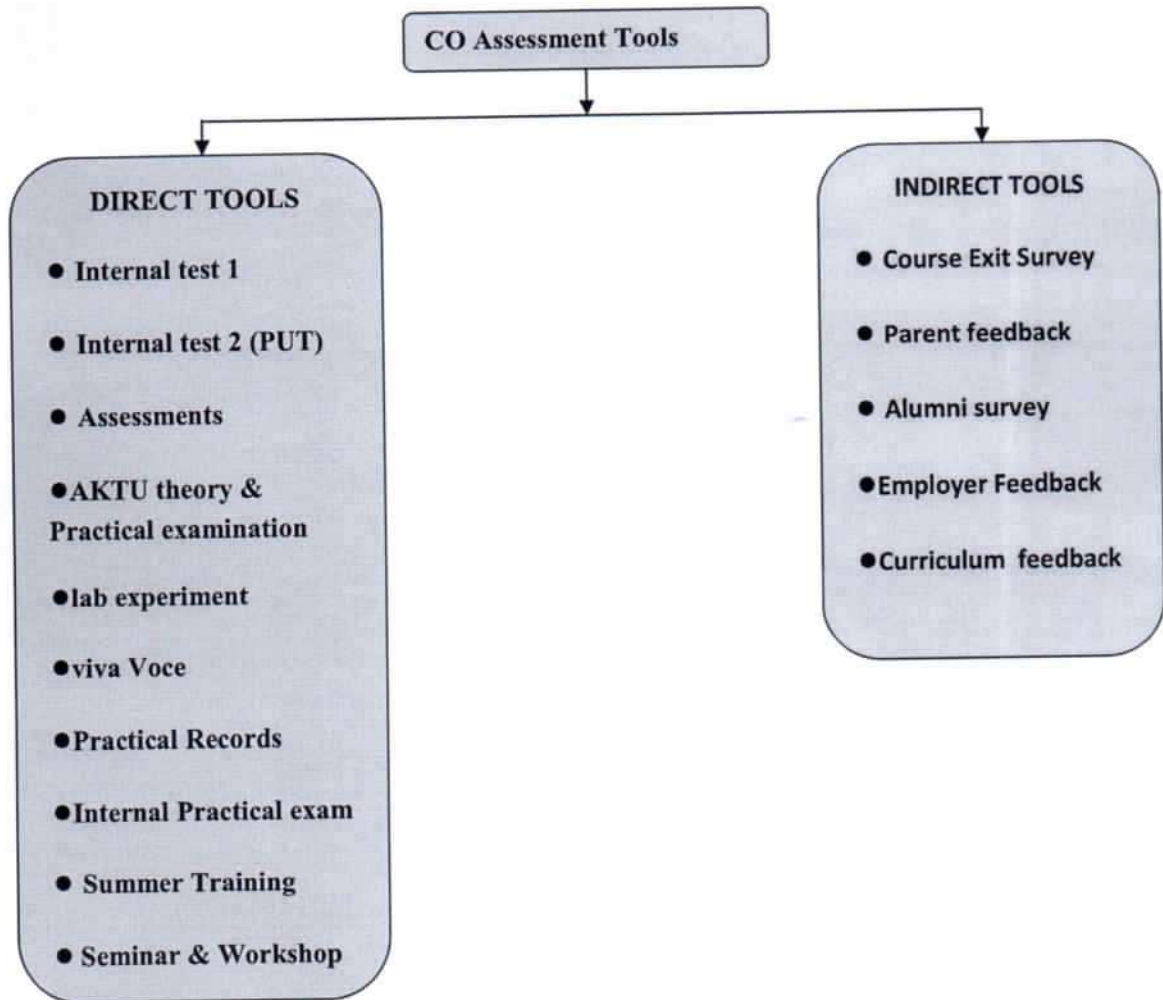 CO Assessment Tools
DIRECT TOOLS
● Internal test 1
● Internal test 2 (PUT)
● Assessments
●AKTU theory &
Practical examination
●lab experiment
●viva Voce
●Practical Records
●Internal Practical exam
● Summer Training
● Seminar & Workshop
INDIRECT TOOLS
● Course Exit Survey
● Parent feedback
● Alumni survey
●Employer Feedback
●Curriculum feedback